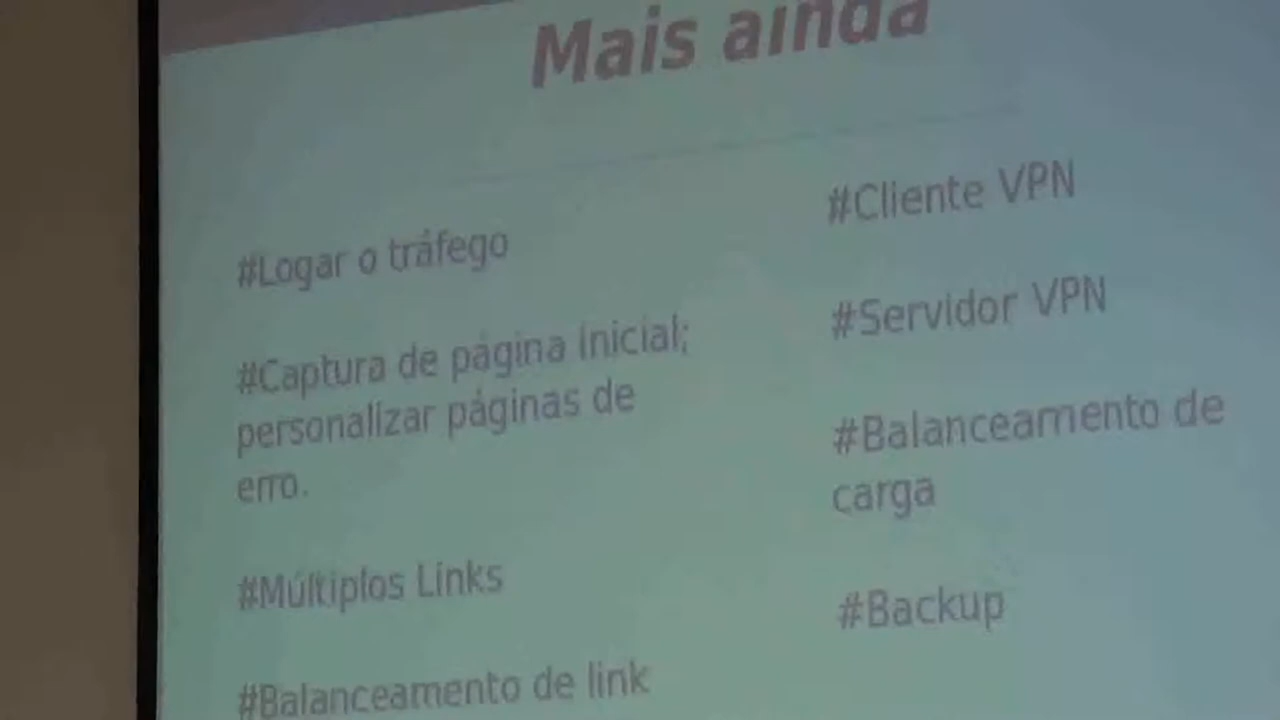 Mais ainda
#Logar o tráfego
#Captura de página inicial;
personalizar páginas de
erro.
#Múltiplos Links
#Balanceamento de link
#Cliente VPN
#Servidor VPN
#Balanceamento de
carga
#Backup